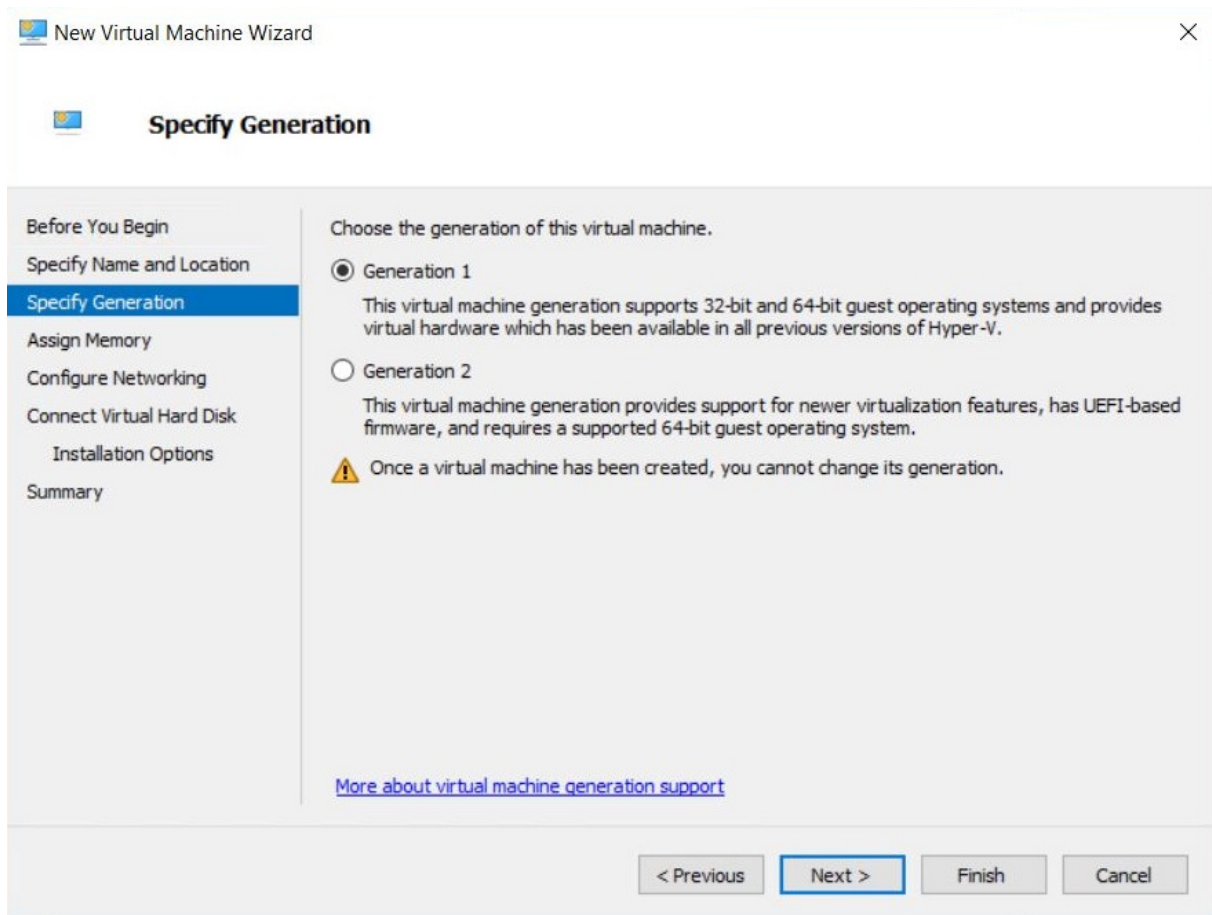 New Virtual Machine Wizard
Specify Generation
Before You Begin
Specify Name and Location
Specify Generation
Assign Memory
Configure Networking
Connect Virtual Hard Disk
Installation Options
Summary
Choose the generation of this virtual machine.
Generation 1
This virtual machine generation supports 32-bit and 64-bit guest operating systems and provides
virtual hardware which has been available in all previous versions of Hyper-V.
Generation 2
This virtual machine generation provides support for newer virtualization features, has UEFI-based
firmware, and requires a supported 64-bit guest operating system.
Once a virtual machine has been created, you cannot change its generation.
More about virtual machine generation support
< Previous
Next >
Finish
Cancel